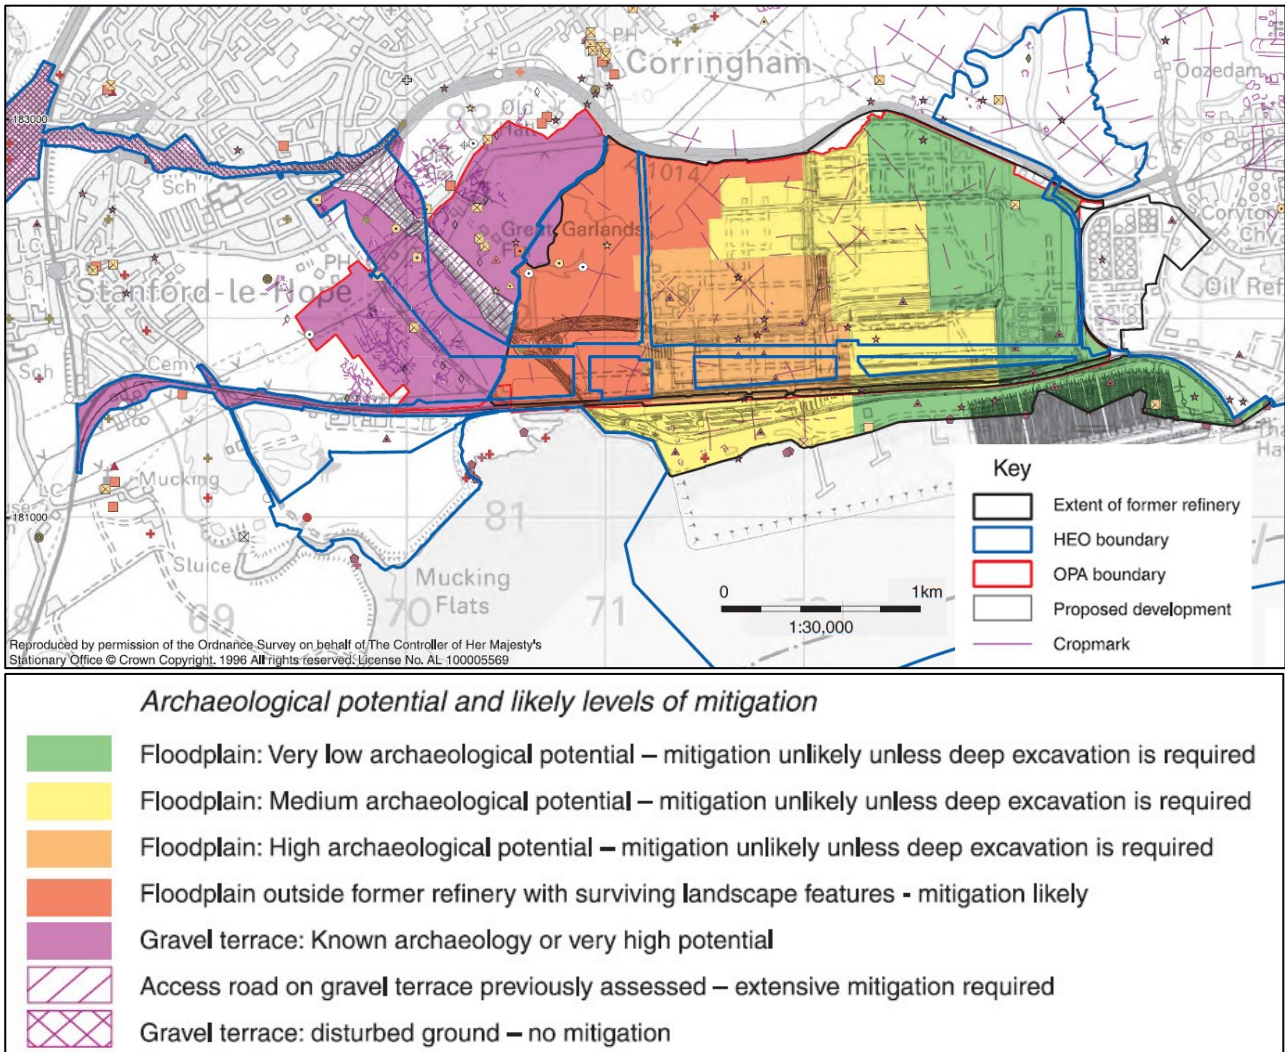 PH
Corringham
Oozedam
183000
83
Old
Hall
Sch
A1014
C
Coryton
LC
Great Garlands
PH
Stanford-le-Hope
Oil Ref
Sch
Cemy
Mucking
LC
181000
81
Sluice
Mucking
Flats
69
70
71
0
1km
1:30,000
Key
Extent of former refinery
HEO boundary
OPA boundary
Proposed development
Cropmark
Reproduced by permission of the Ordnance Survey on behalf of The Controller of Her Majesty's
Stationary Office © Crown Copyright. 1996 All rights reserved. License No. AL 100005569
Archaeological potential and likely levels of mitigation
Floodplain: Very low archaeological potential – mitigation unlikely unless deep excavation is required
Floodplain: Medium archaeological potential – mitigation unlikely unless deep excavation is required
Floodplain: High archaeological potential – mitigation unlikely unless deep excavation is required
Floodplain outside former refinery with surviving landscape features - mitigation likely
Gravel terrace: Known archaeology or very high potential
Access road on gravel terrace previously assessed – extensive mitigation required
Gravel terrace: disturbed ground – no mitigation